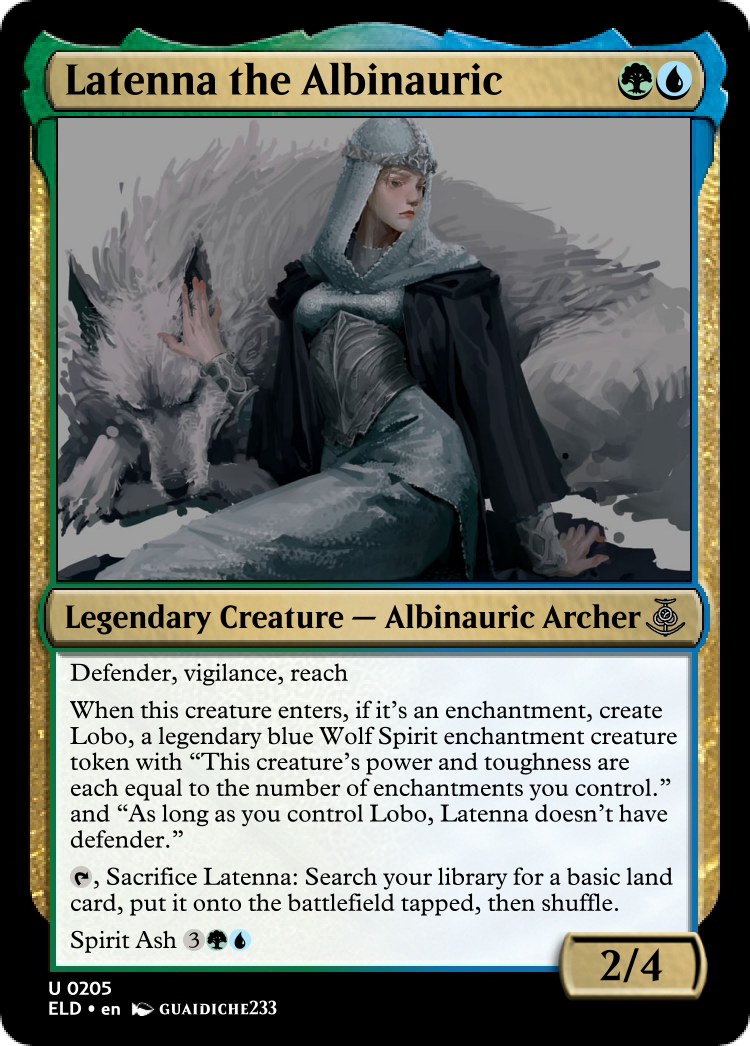 Latenna the Albinauric
Legendary Creature — Albinauric Archer
Defender, vigilance, reach
When this creature enters, if it's an enchantment, create
Lobo, a legendary blue Wolf Spirit enchantment creature
token with “This creature's power and toughness are
each equal to the number of enchantments you control.”
and “As long as you control Lobo, Latenna doesn't have
defender.”
, Sacrifice Latenna: Search your library for a basic land
card, put it onto the battlefield tapped, then shuffle.
Spirit Ash 3
2/4
U 0205
ELD • en GUAIDICHE233